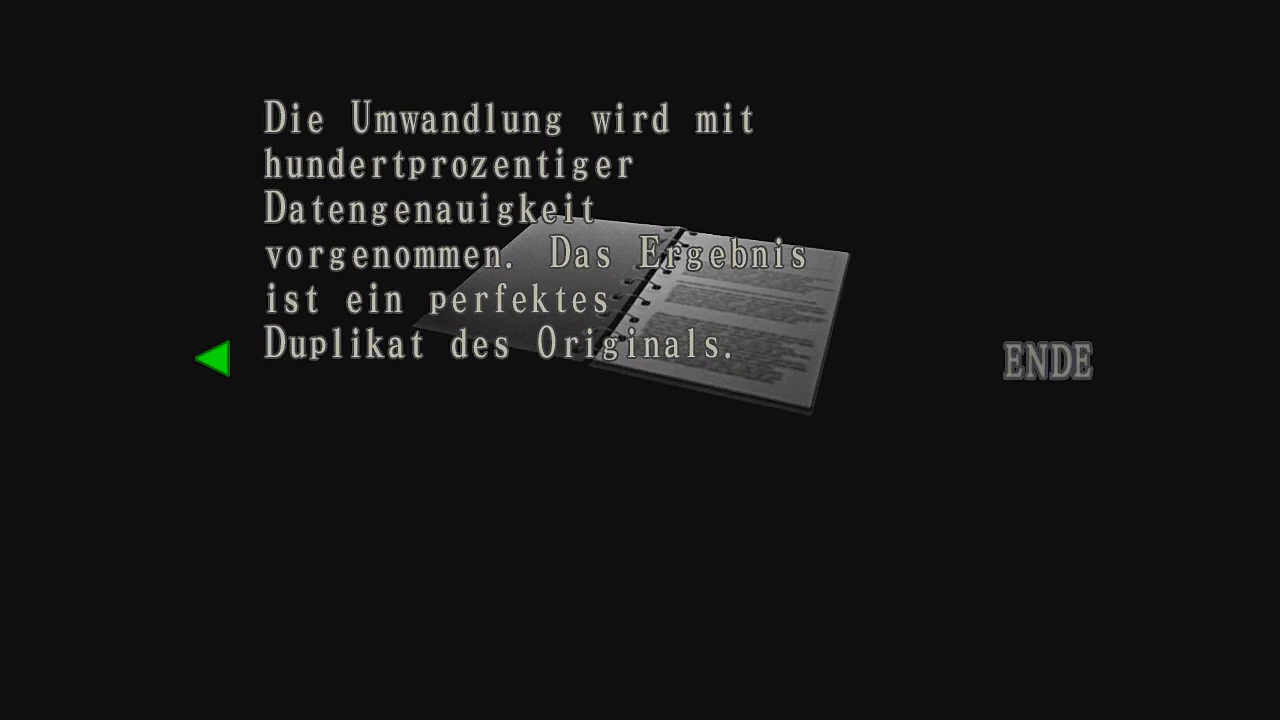 Die Umwandlung wird mit
hundertprozentiger
Datengenauigkeit
vorgenommen. Das Ergebnis
ist ein perfektes
Duplikat des Originals.
ENDE